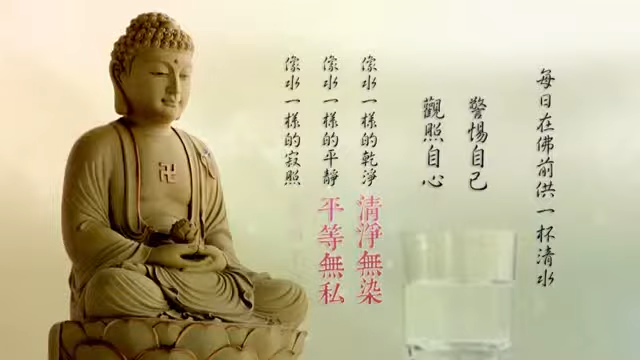 每日在佛前供一杯清水
警惕自己
觀照自心
像水一樣的乾淨
清淨無染
像水一樣的平靜
平等無私
像水一樣的寂照